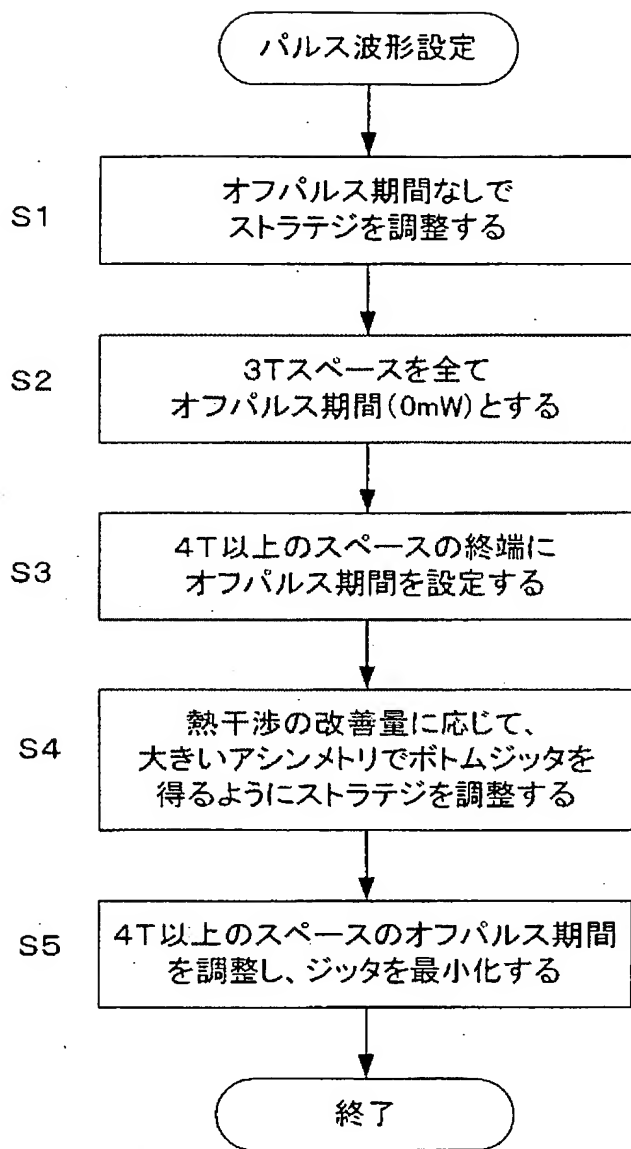 パルス波形設定
S1
オフパルス期間なしで
ストラテジを調整する
S2
3Tスペースを全て
オフパルス期間(0mW)とする
S3
4T以上のスペースの終端に
オフパルス期間を設定する
S4
熱干渉の改善量に応じて、
大きいアシンメトリでボトムジッタを
得るようにストラテジを調整する
S5
4T以上のスペースのオフパルス期間
を調整し、ジッタを最小化する
終了